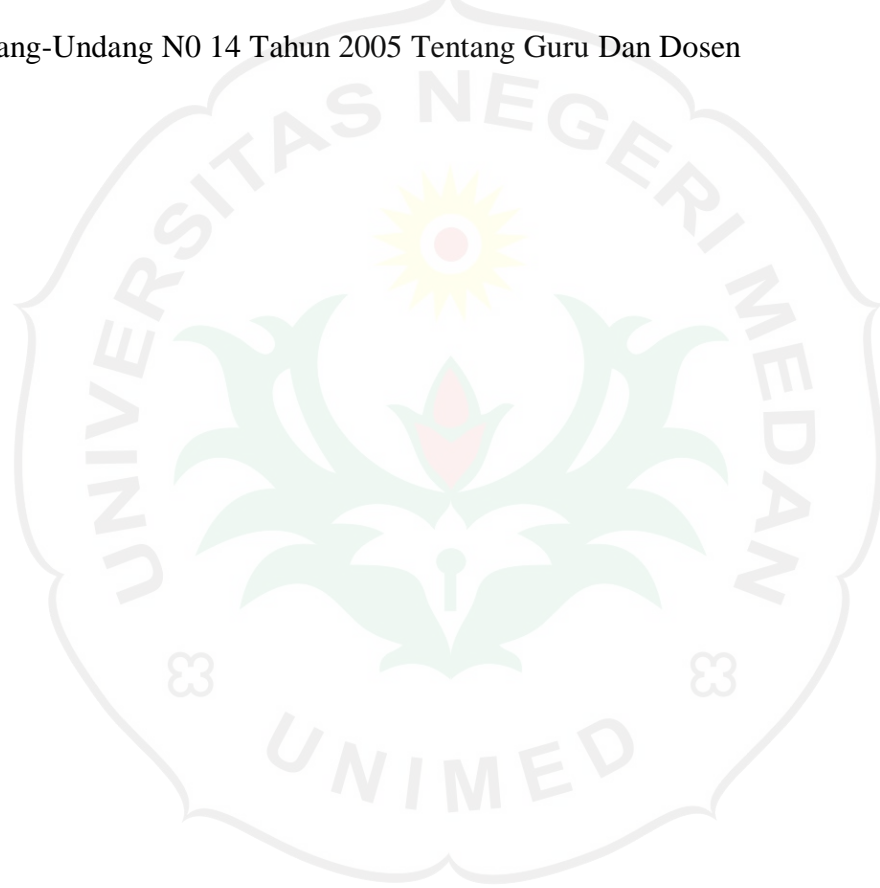 ang-Undang N0 14 Tahun 2005 Tentang Guru Dan Dosen
UNIVERSITAS NEGERI MEDAN
UNIMED